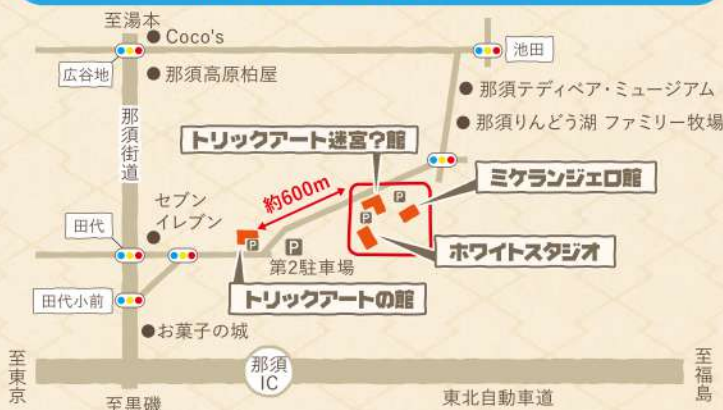 至湯本
Coco's
広谷地
池田
那須高原柏屋
那須テディベア・ミュージアム
那須りんどう湖 ファミリー牧場
那須街道
トリックアート迷宮?館
ミケランジェロ館
約600m
セブン
イレブン
P
P
田代
P
P
第2駐車場
ホワイトスタジオ
トリックアートの館
田代小前
お菓子の城
至東京
那須
IC
至福島
至黒磯
東北自動車道